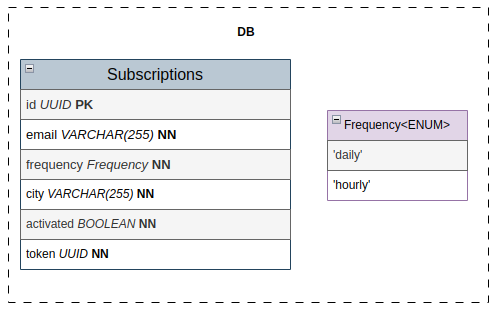 DB
Subscriptions
id UUID PK
email VARCHAR(255) NN
frequency Frequency NN
city VARCHAR(255) NN
activated BOOLEAN NN
token UUID NN
Frequency<ENUM>
'daily'
'hourly'